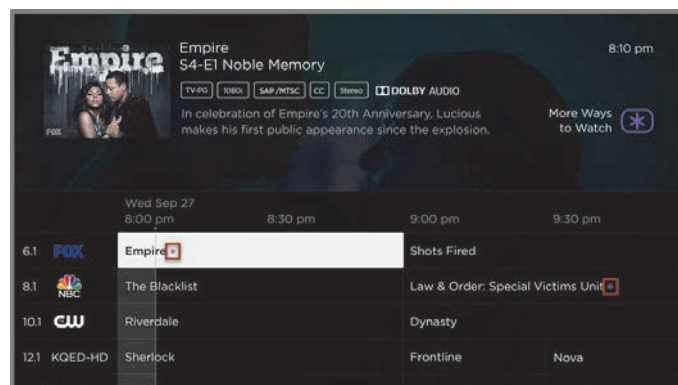 Empire
Empire
S4-E1 Noble Memory
8:10 pm
TV-PG 1080i SAP/MTSC CC Stereo DOLBY AUDIO
In celebration of Empire's 20th Anniversary, Lucious
makes his first public appearance since the explosion.
More Ways
to Watch
FOX
Wed Sep 27
8:00 pm 8:30 pm 9:00 pm 9:30 pm
6.1 FOX Empire * Shots Fired
8.1 NBC The Blacklist Law & Order: Special Victims Unit *
10.1 CW Riverdale Dynasty
12.1 KQED-HD Sherlock Frontline Nova